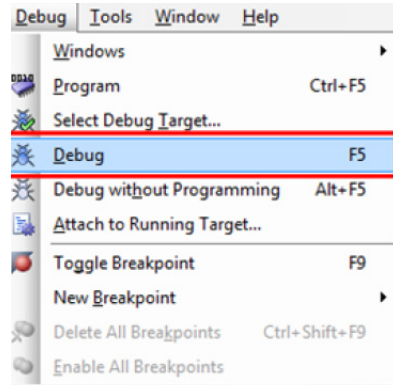 Debug Tools Window Help
Windows
Program Ctrl+F5
Select Debug Target...
Debug F5
Debug without Programming Alt+F5
Attach to Running Target...
Toggle Breakpoint F9
New Breakpoint
Delete All Breakpoints Ctrl+Shift+F9
Enable All Breakpoints